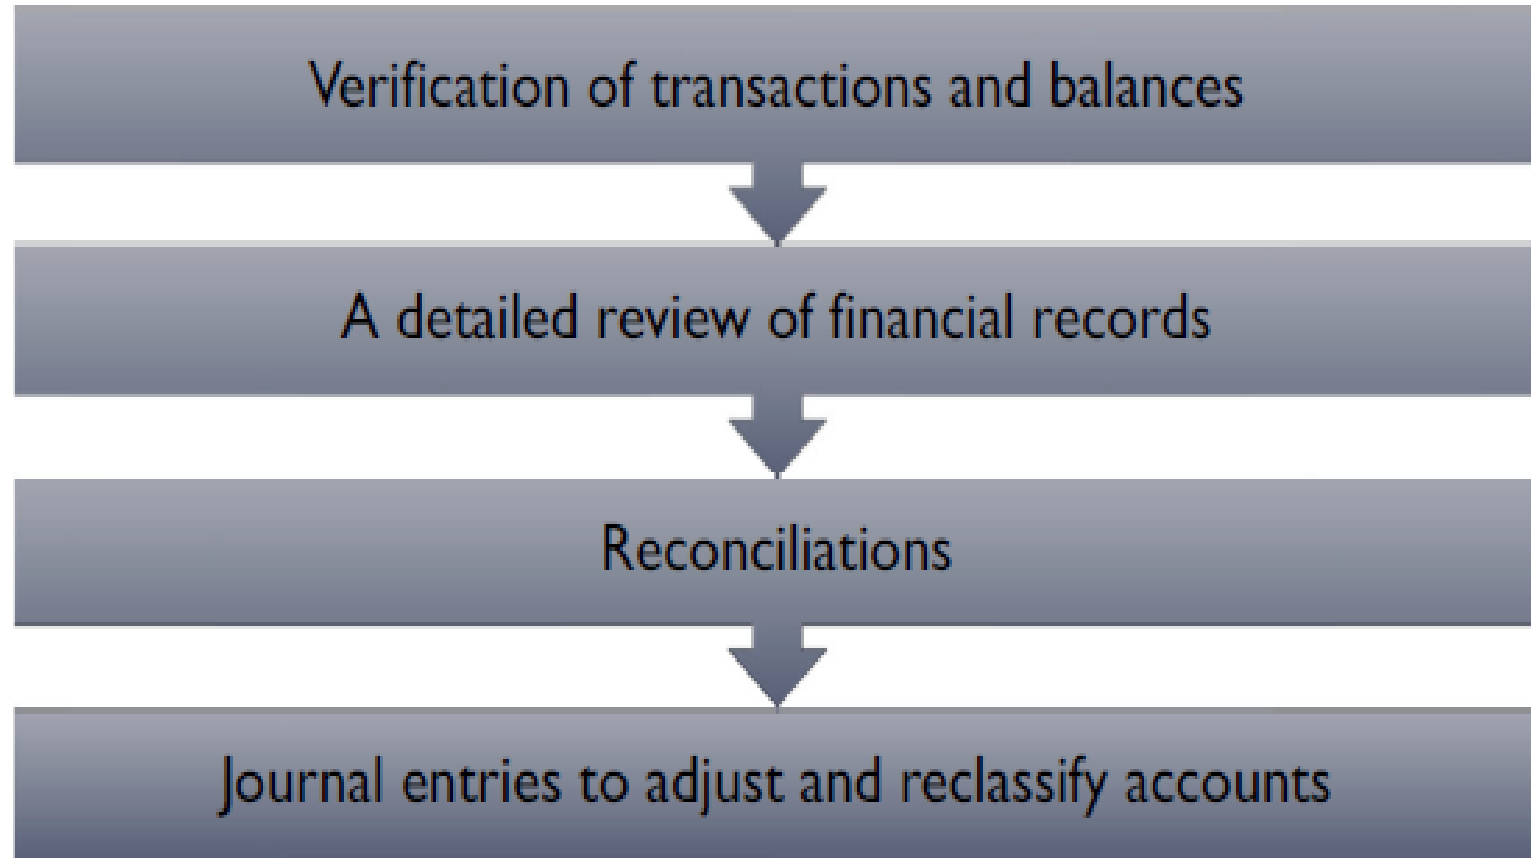 Verification of transactions and balances
A detailed review of financial records
Reconciliations
Journal entries to adjust and reclassify accounts